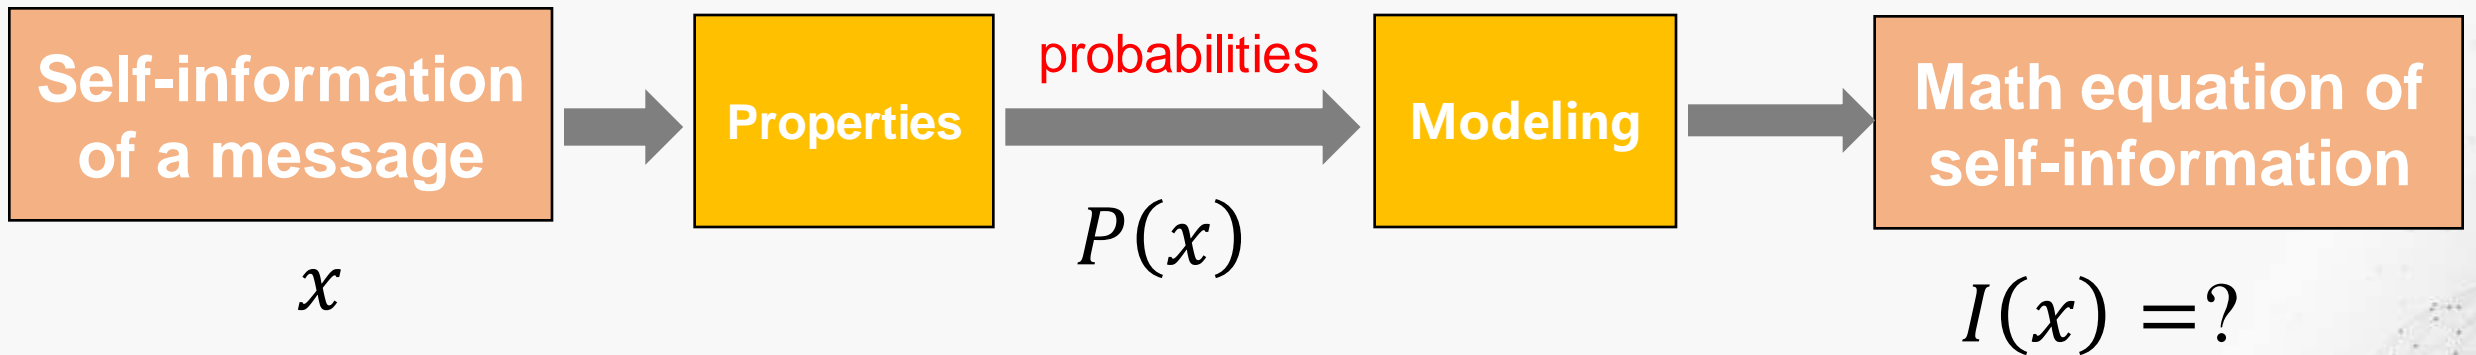 Self-information
of a message
x
Properties
probabilities
P(x)
Modeling
Math equation of
self-information
I(x) =?